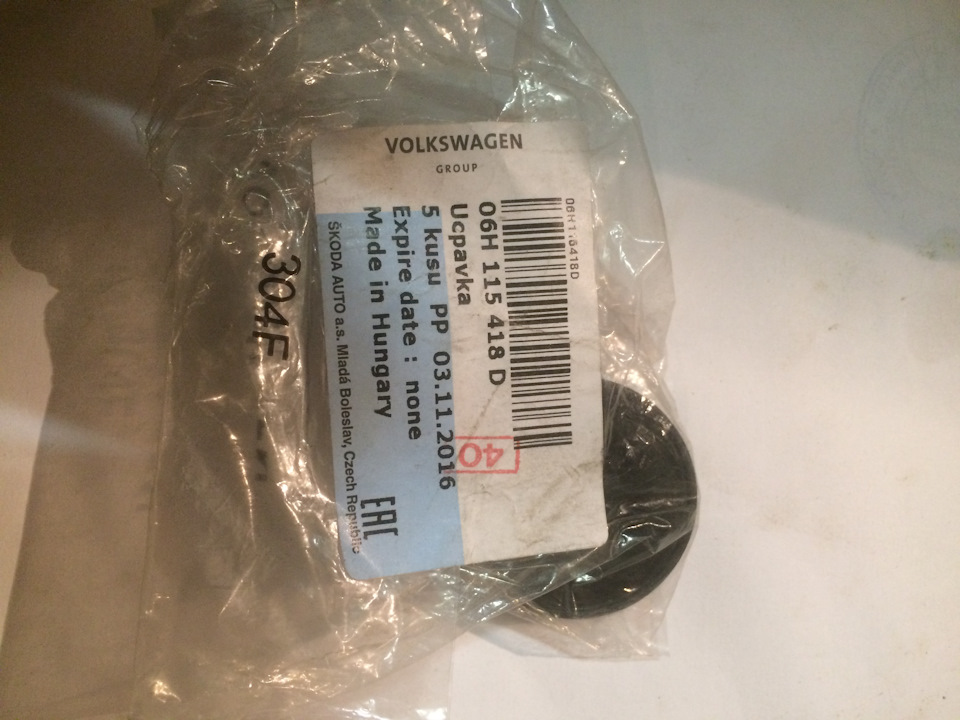 VOLKSWAGEN
GROUP
06H115418D
06H 115 418 D
Ucpavka
5 kusu PP 03.11.2016
Expire date : none
Made in Hungary
ŠKODA AUTO a.s. Mladá Boleslav, Czech Republic
EAC
40
304F